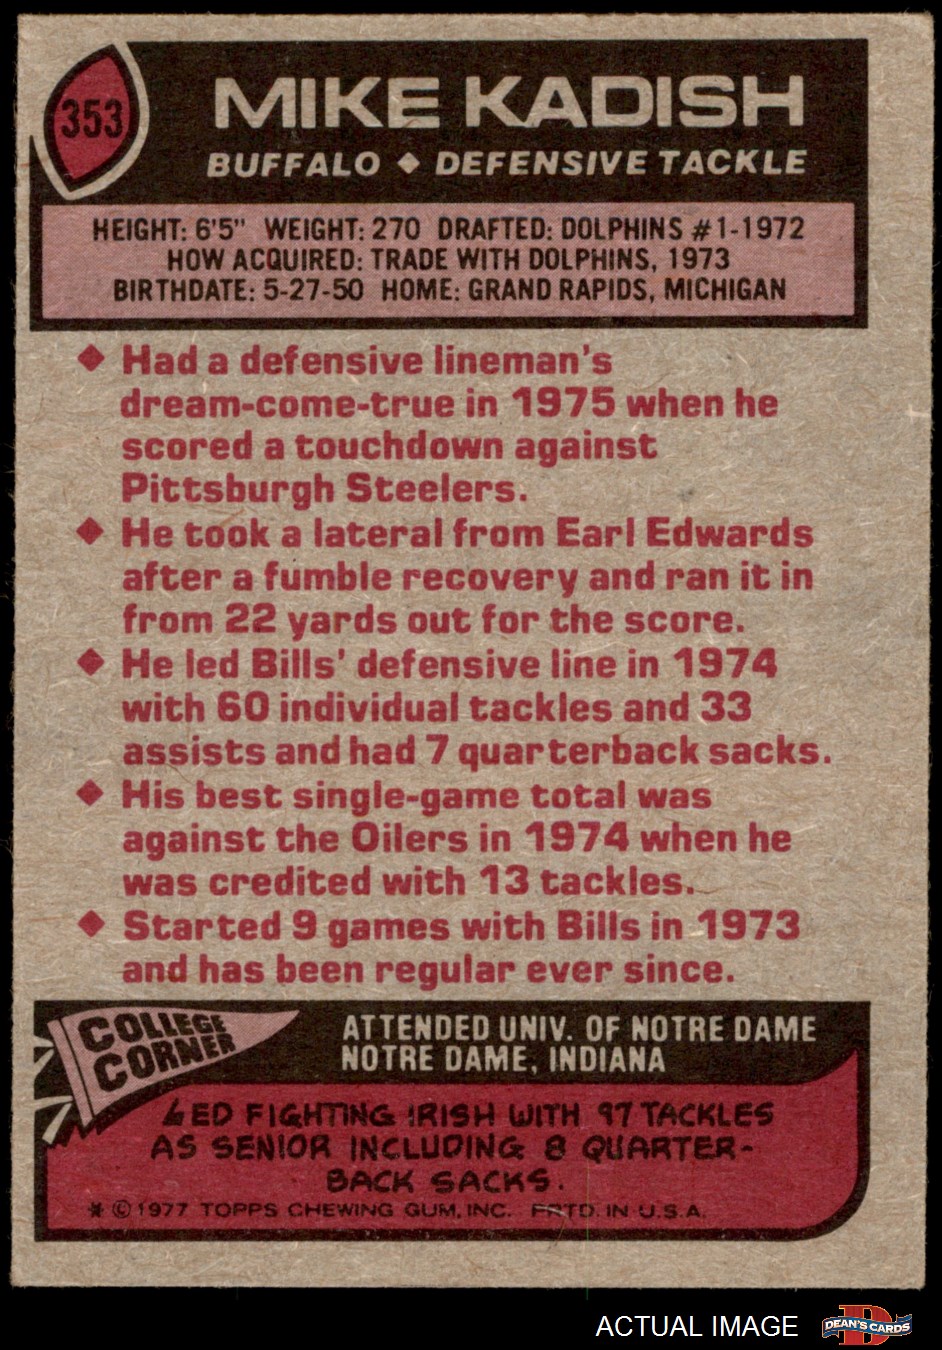 353
MIKE KADISH
BUFFALO ◆ DEFENSIVE TACKLE
HEIGHT: 6'5" WEIGHT: 270 DRAFTED: DOLPHINS #1-1972
HOW ACQUIRED: TRADE WITH DOLPHINS, 1973
BIRTHDATE: 5-27-50 HOME: GRAND RAPIDS, MICHIGAN
◆ Had a defensive lineman's
dream-come-true in 1975 when he
scored a touchdown against
Pittsburgh Steelers.
◆ He took a lateral from Earl Edwards
after a fumble recovery and ran it in
from 22 yards out for the score.
◆ He led Bills' defensive line in 1974
with 60 individual tackles and 33
assists and had 7 quarterback sacks.
◆ His best single-game total was
against the Oilers in 1974 when he
was credited with 13 tackles.
◆ Started 9 games with Bills in 1973
and has been regular ever since.
COLLEGE
CORNER
ATTENDED UNIV. OF NOTRE DAME
NOTRE DAME, INDIANA
LED FIGHTING IRISH WITH 97 TACKLES
AS SENIOR INCLUDING 8 QUARTER-
BACK SACKS.
* © 1977 TOPPS CHEWING GUM, INC. PRTD. IN U.S.A.
ACTUAL IMAGE
DEAN'S CARDS